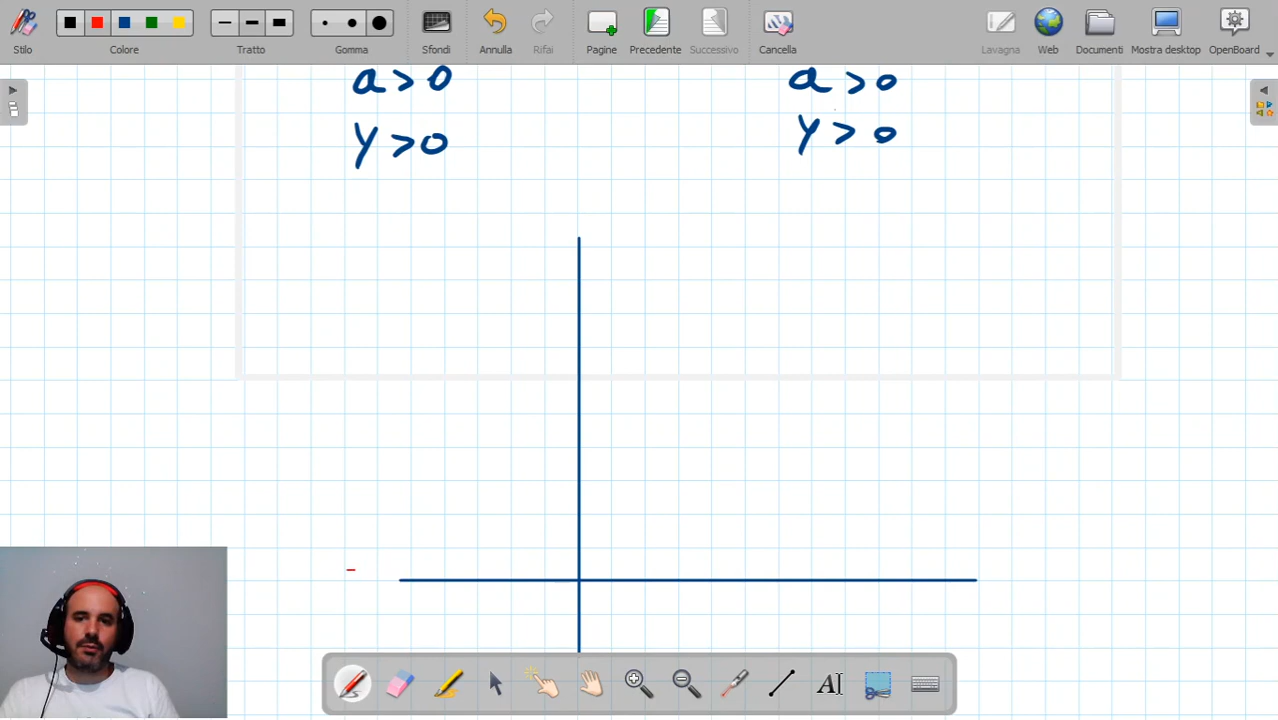 Stilo Colore Tratto Gomma Sfondi Annulla Rifai Pagine Precedente Successivo Cancella Lavagna Web Documenti Mostra desktop OpenBoard
a > 0 a > 0
y > 0 y > 0
A